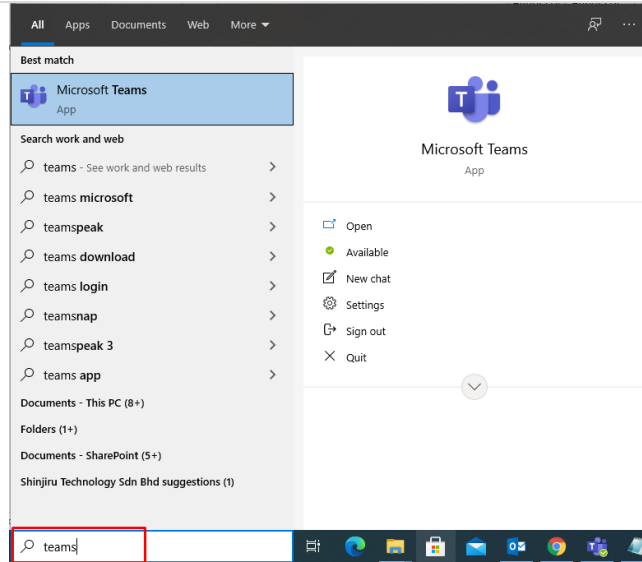 All Apps Documents Web More
Best match
Microsoft Teams
App
Search work and web
teams - See work and web results
teams microsoft
teamspeak
teams download
teams login
teamsnap
teamspeak 3
teams app
Documents - This PC (8+)
Folders (1+)
Documents - SharePoint (5+)
Shinjiru Technology Sdn Bhd suggestions (1)
teams
Microsoft Teams
App
Open
Available
New chat
Settings
Sign out
Quit